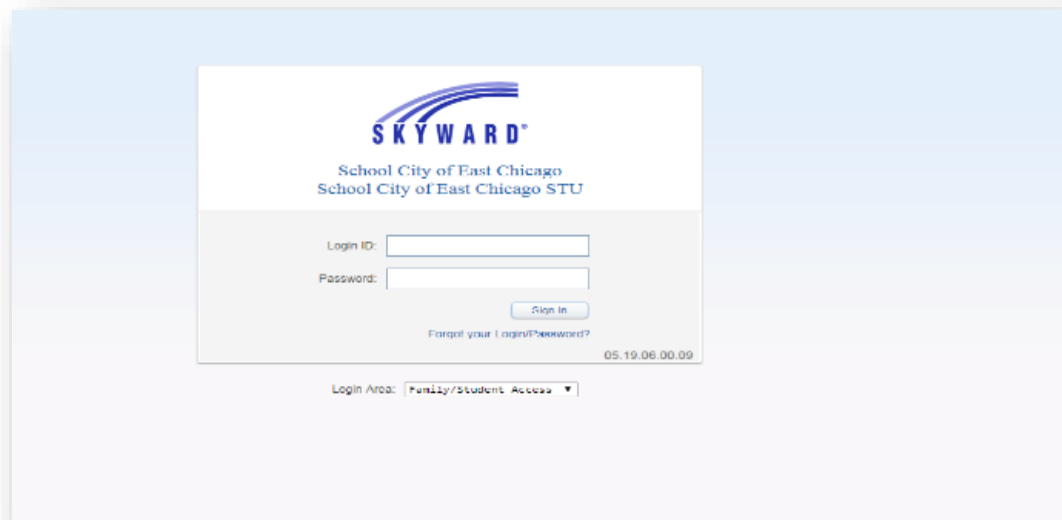 SKYWARD®
School City of East Chicago
School City of East Chicago STU
Login ID:
Password:
Sign In
Forgot your Login/Password?
05.19.06.00.09
Login Area: Family/Student Access ▼